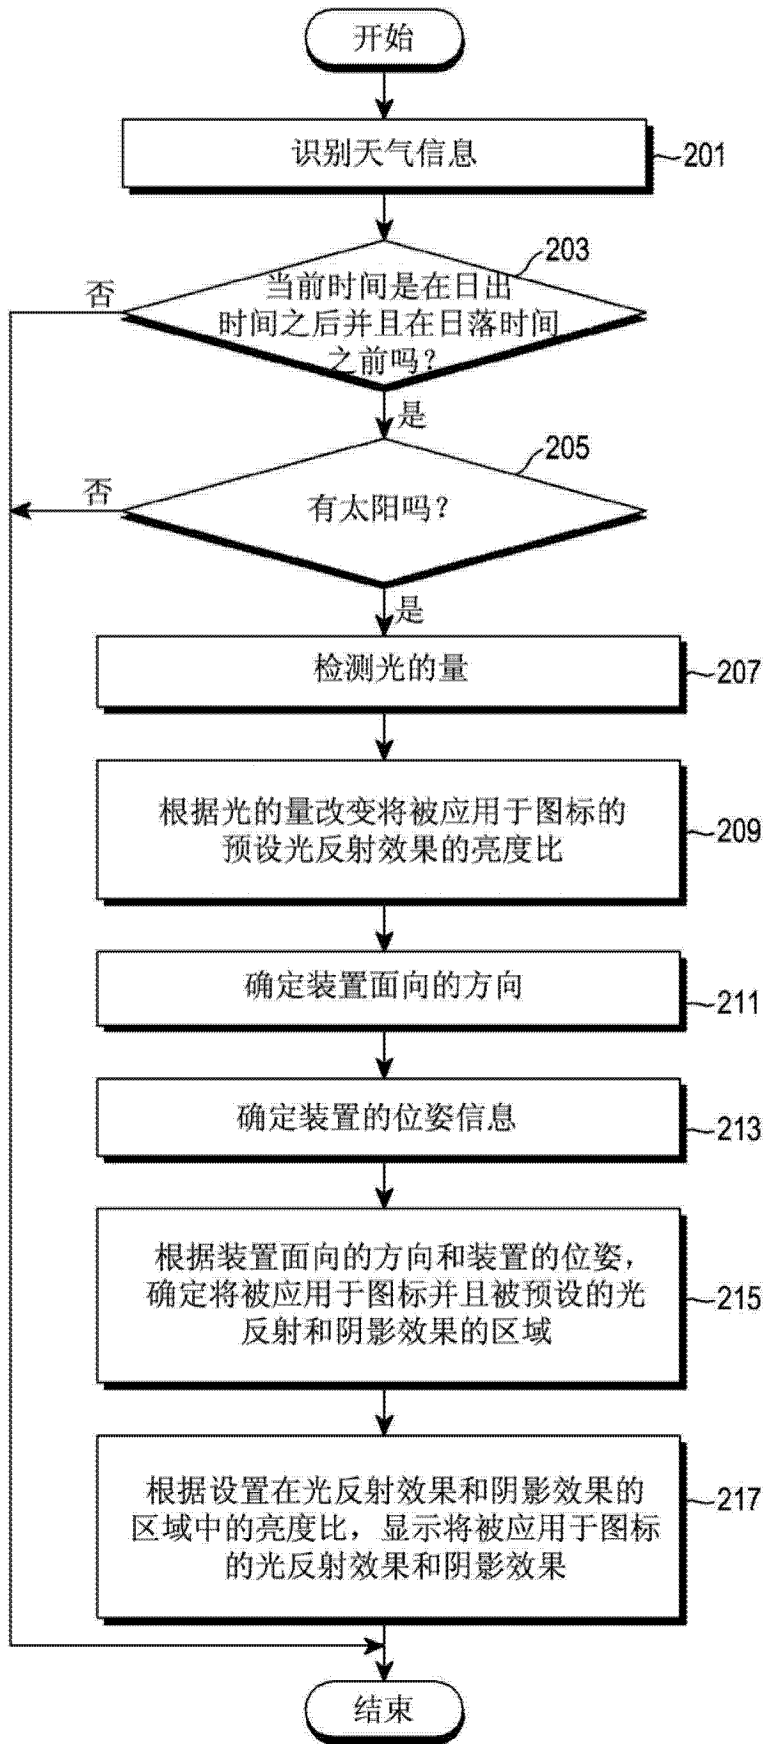 开始
识别天气信息
201
203
当前时间是在日出
时间之后并且在日落时间
之前吗?
否
是
205
有太阳吗?
否
是
检测光的量
207
根据光的量改变将被应用于图标的
预设光反射效果的亮度比
209
确定装置面向的方向
211
确定装置的位姿信息
213
根据装置面向的方向和装置的位姿，
确定将被应用于图标并且被预设的光
反射和阴影效果的区域
215
根据设置在光反射效果和阴影效果的
区域中的亮度比，显示将被应用于图标
的光反射效果和阴影效果
217
结束